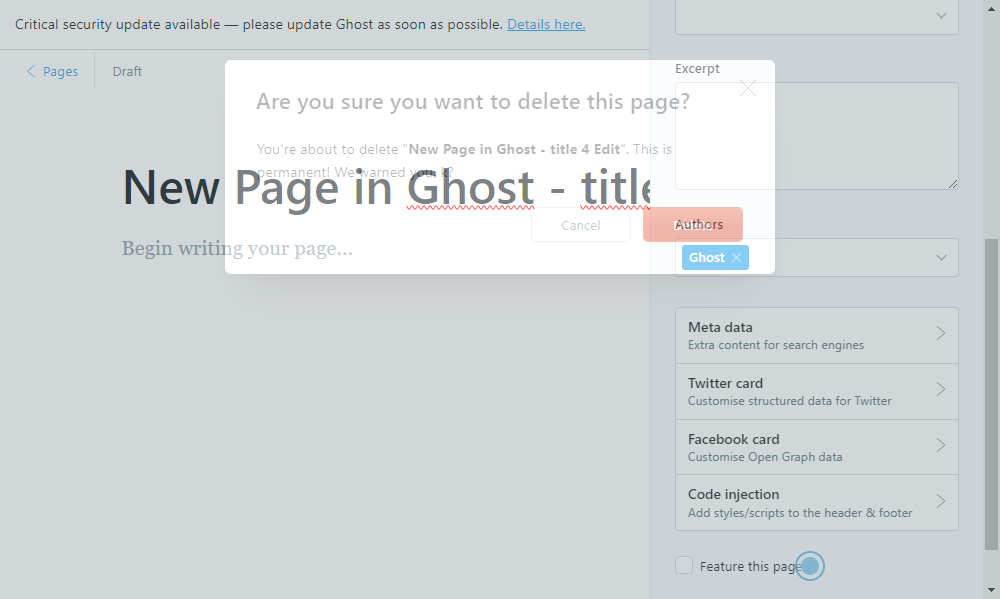 Critical security update available — please update Ghost as soon as possible. Details here.
Pages
Draft
Excerpt
Are you sure you want to delete this page?
You're about to delete "New Page in Ghost - title 4 Edit". This is
permanent! We warned you k?
New Page in Ghost - title
Cancel
Authors
Begin writing your page...
Ghost
Meta data
Extra content for search engines
Twitter card
Customise structured data for Twitter
Facebook card
Customise Open Graph data
Code injection
Add styles/scripts to the header & footer
Feature this page